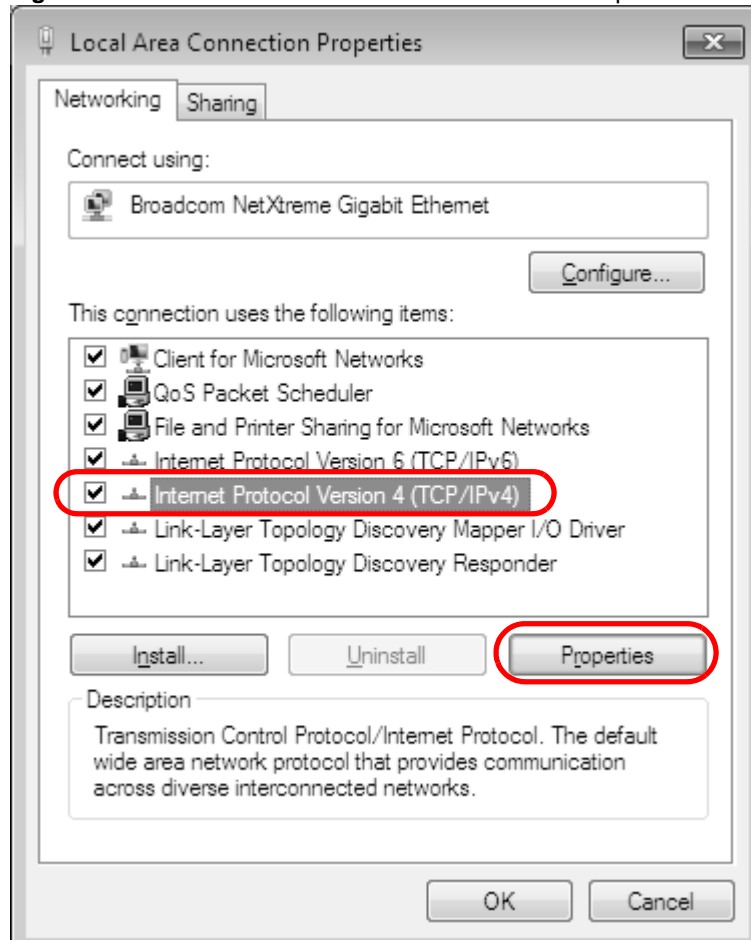 Local Area Connection Properties
Networking
Sharing
Connect using:
Broadcom NetXtreme Gigabit Ethernet
Configure...
This connection uses the following items:
Client for Microsoft Networks
QoS Packet Scheduler
File and Printer Sharing for Microsoft Networks
Internet Protocol Version 6 (TCP/IPv6)
Internet Protocol Version 4 (TCP/IPv4)
Link-Layer Topology Discovery Mapper I/O Driver
Link-Layer Topology Discovery Responder
Install...
Uninstall
Properties
Description
Transmission Control Protocol/Internet Protocol. The default
wide area network protocol that provides communication
across diverse interconnected networks.
OK
Cancel